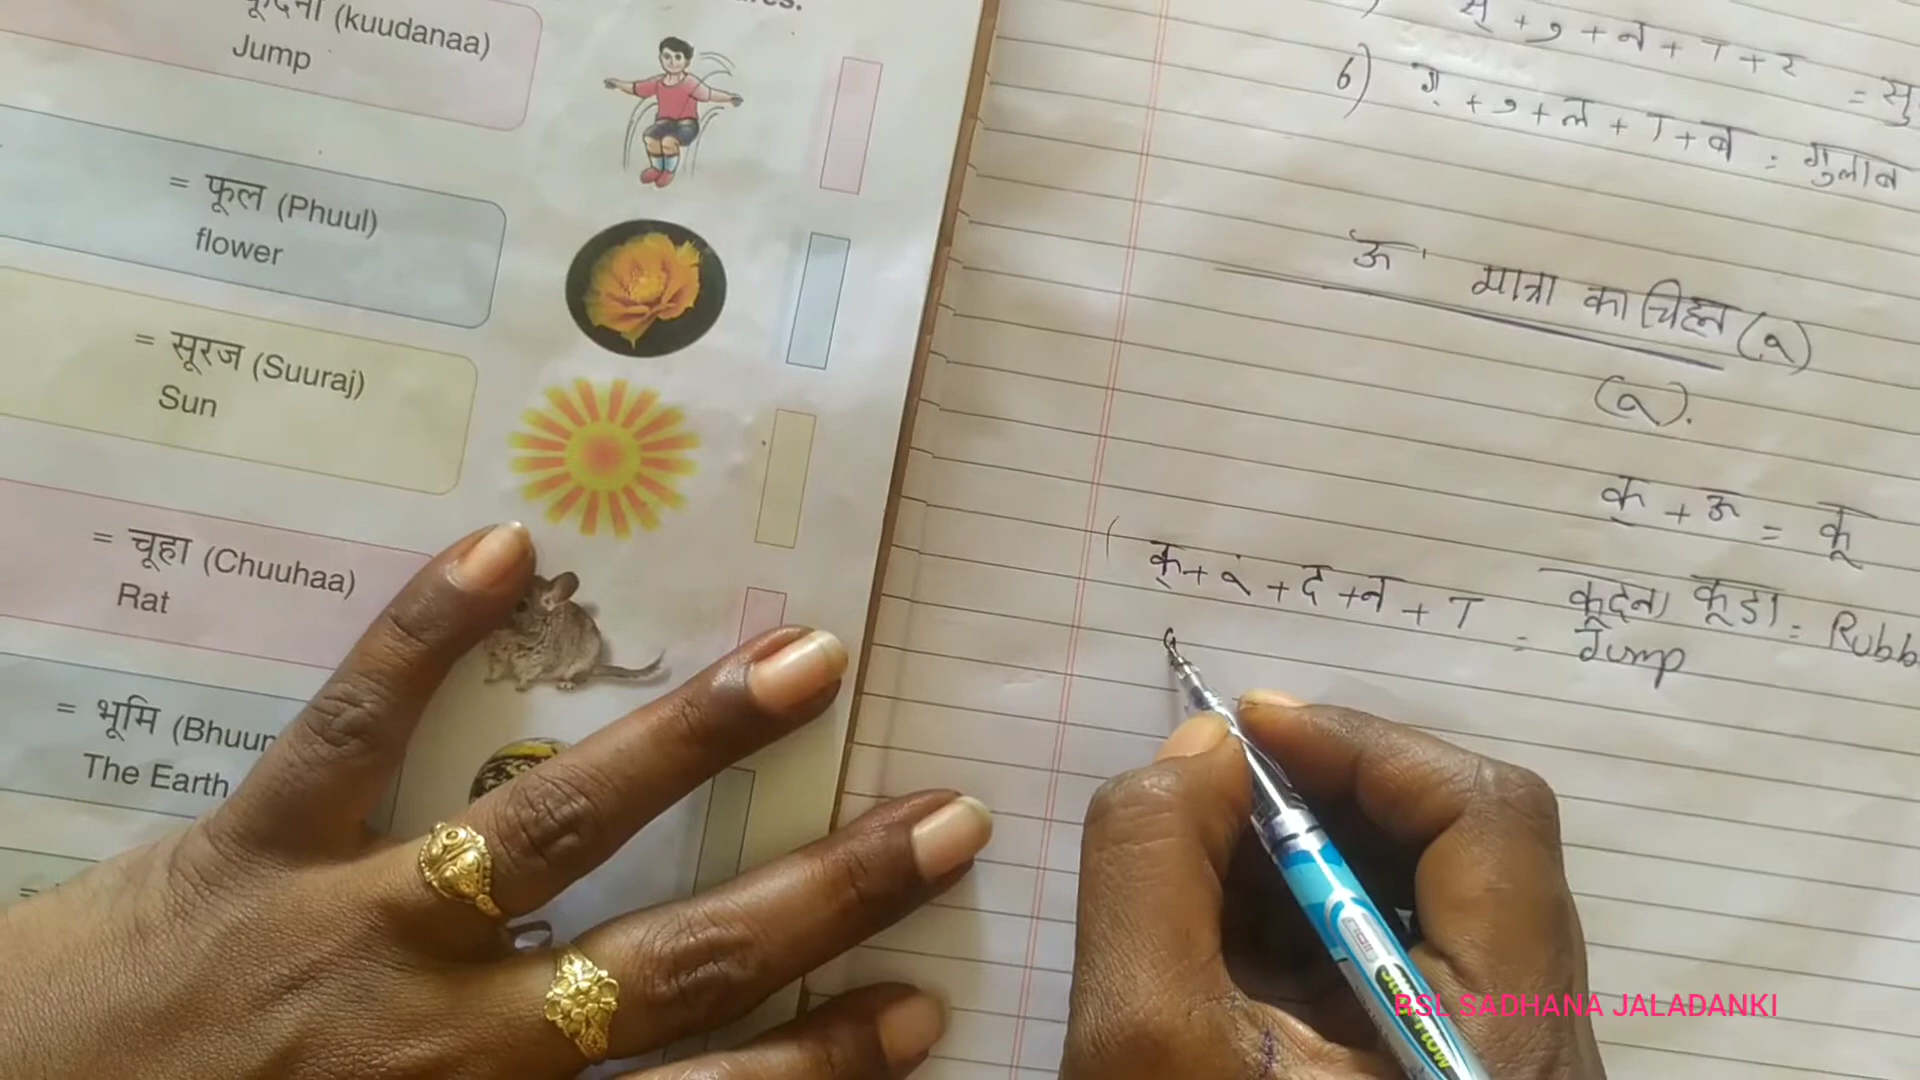 कूदना (kuudanaa)
Jump
= फूल (Phuul)
flower
= सूरज (Suuraj)
Sun
= चूहा (Chuuhaa)
Rat
= भूमि
The Earth
स् + ु + न + ा + र =
6) ग् + ु + ल + ा + ब = गुलाब
'ऊ' मात्रा का चिह्न (ू)
(ू).
क् + ऊ = कू
क् + ू + द + न + ा = कूदना कूडा = Rubb
Jump
RSL SADHANA JALADANKI